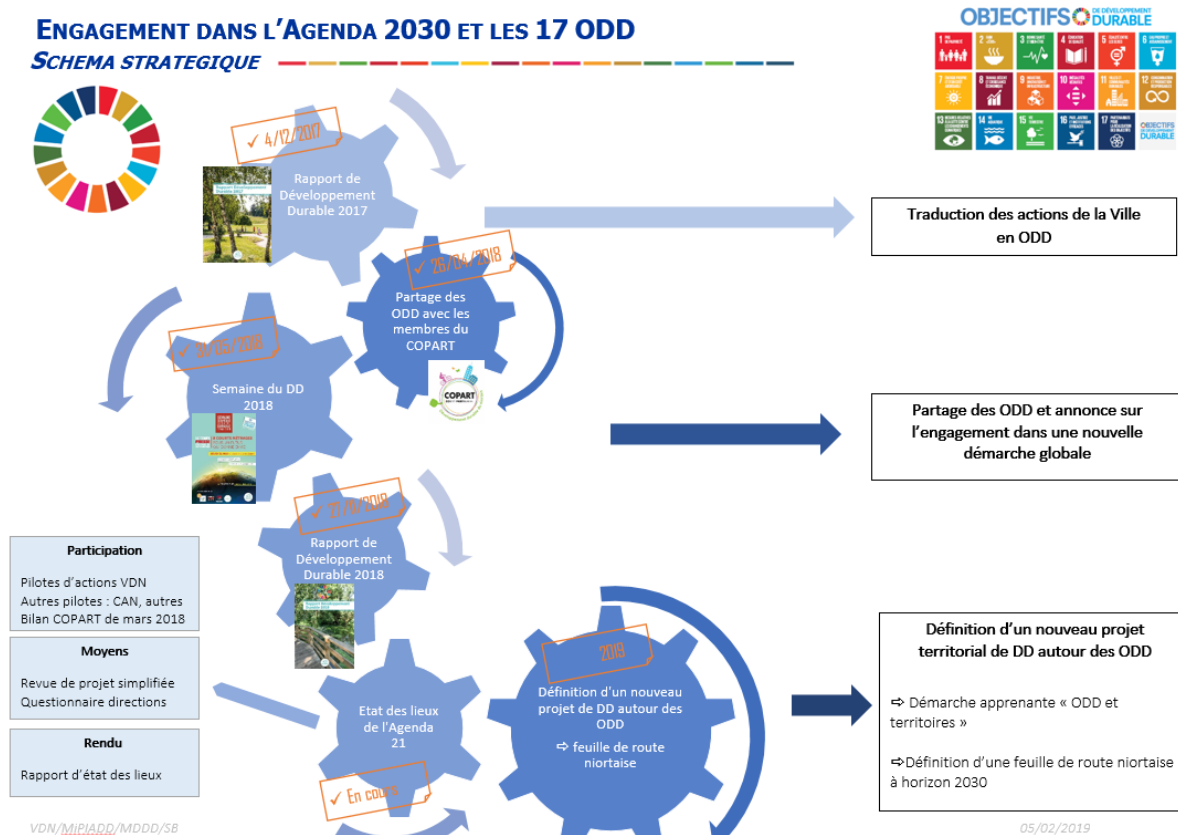 ENGAGEMENT DANS L'AGENDA 2030 ET LES 17 ODD
SCHEMA STRATEGIQUE
OBJECTIFS DE DÉVELOPPEMENT
DURABLE
✓ 4/12/2017
Rapport de
Développement
Durable 2017
Traduction des actions de la Ville
en ODD
✓ 26/04/2018
Partage des
ODD avec les
membres du
COPART
COPART
Semaine du DD
2018
Partage des ODD et annonce sur
l'engagement dans une nouvelle
démarche globale
Rapport de
Développement
Durable 2018
Participation
Pilotes d'actions VDN
Autres pilotes : CAN, autres
Bilan COPART de mars 2018
Moyens
Revue de projet simplifiée
Questionnaire directions
Rendu
Rapport d'état des lieux
Etat des lieux
de l'Agenda
21
✓ En cours
2019
Définition d'un nouveau
projet de DD autour des
ODD
⇨ feuille de route
niortaise
Définition d'un nouveau projet
territorial de DD autour des ODD
⇨ Démarche apprenante « ODD et
territoires »
⇨Définition d'une feuille de route niortaise
à horizon 2030
VDN/MiPIADD/MDDD/SB
05/02/2019